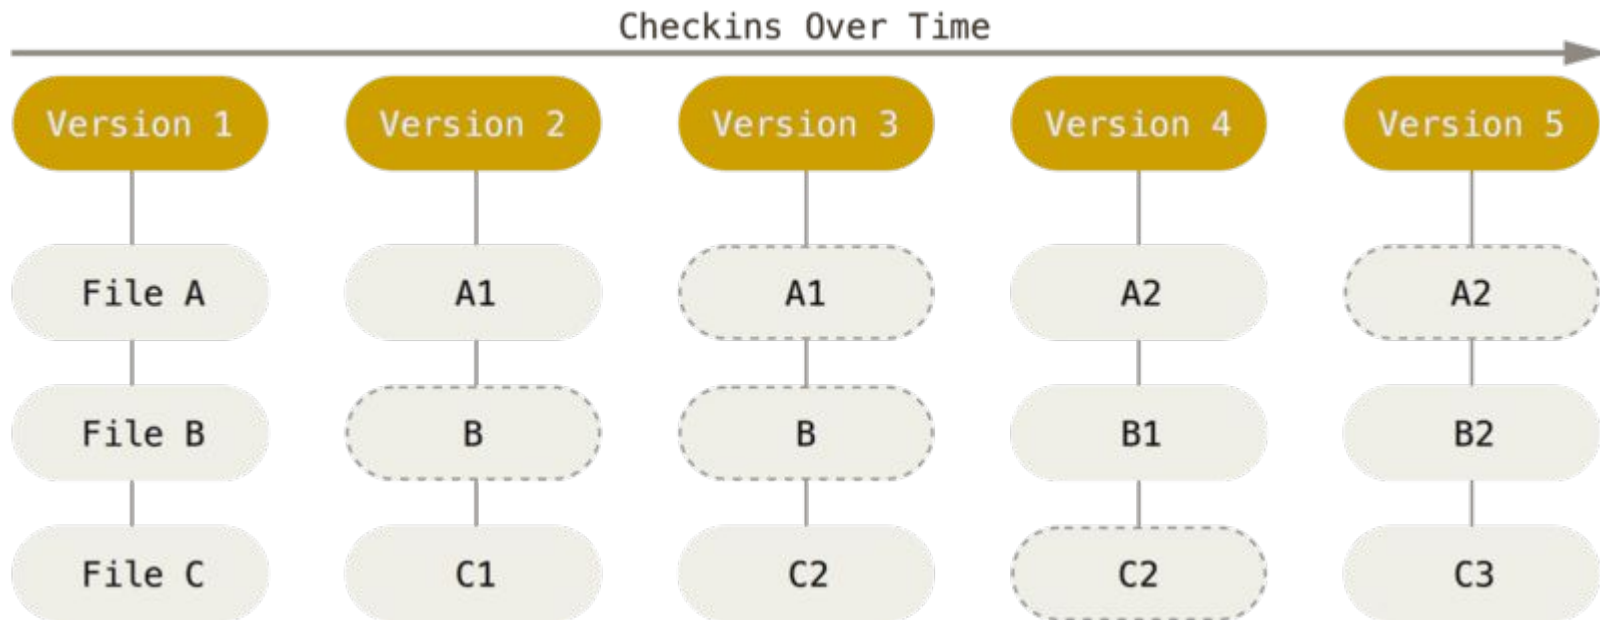 Checkins Over Time
Version 1
Version 2
Version 3
Version 4
Version 5
File A
A1
A1
A2
A2
File B
B
B
B1
B2
File C
C1
C2
C2
C3